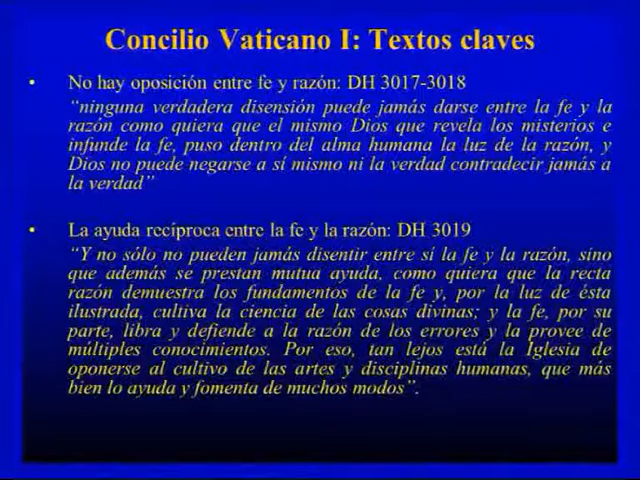 Concilio Vaticano I: Textos claves
• No hay oposición entre fe y razón: DH 3017-3018
“ninguna verdadera disensión puede jamás darse entre la fe y la
razón como quiera que el mismo Dios que revela los misterios e
infunde la fe, puso dentro del alma humana la luz de la razón, y
Dios no puede negarse a sí mismo ni la verdad contradecir jamás a
la verdad”
• La ayuda recíproca entre la fe y la razón: DH 3019
“Y no sólo no pueden jamás disentir entre sí la fe y la razón, sino
que además se prestan mutua ayuda, como quiera que la recta
razón demuestra los fundamentos de la fe y, por la luz de ésta
ilustrada, cultiva la ciencia de las cosas divinas; y la fe, por su
parte, libra y defiende a la razón de los errores y la provee de
múltiples conocimientos. Por eso, tan lejos está la Iglesia de
oponerse al cultivo de las artes y disciplinas humanas, que más
bien lo ayuda y fomenta de muchos modos”.